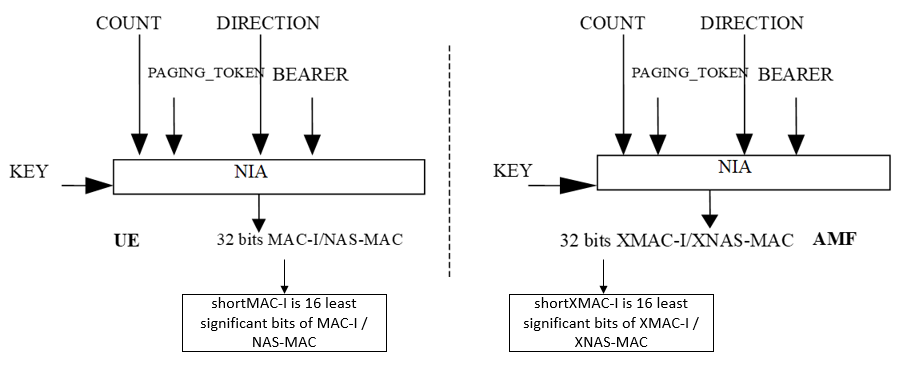 COUNT DIRECTION
PAGING_TOKEN BEARER
KEY
NIA
UE
32 bits MAC-I/NAS-MAC
shortMAC-I is 16 least
significant bits of MAC-I /
NAS-MAC
COUNT DIRECTION
PAGING_TOKEN BEARER
KEY
NIA
32 bits XMAC-I/XNAS-MAC
AMF
shortXMAC-I is 16 least
significant bits of XMAC-I /
XNAS-MAC